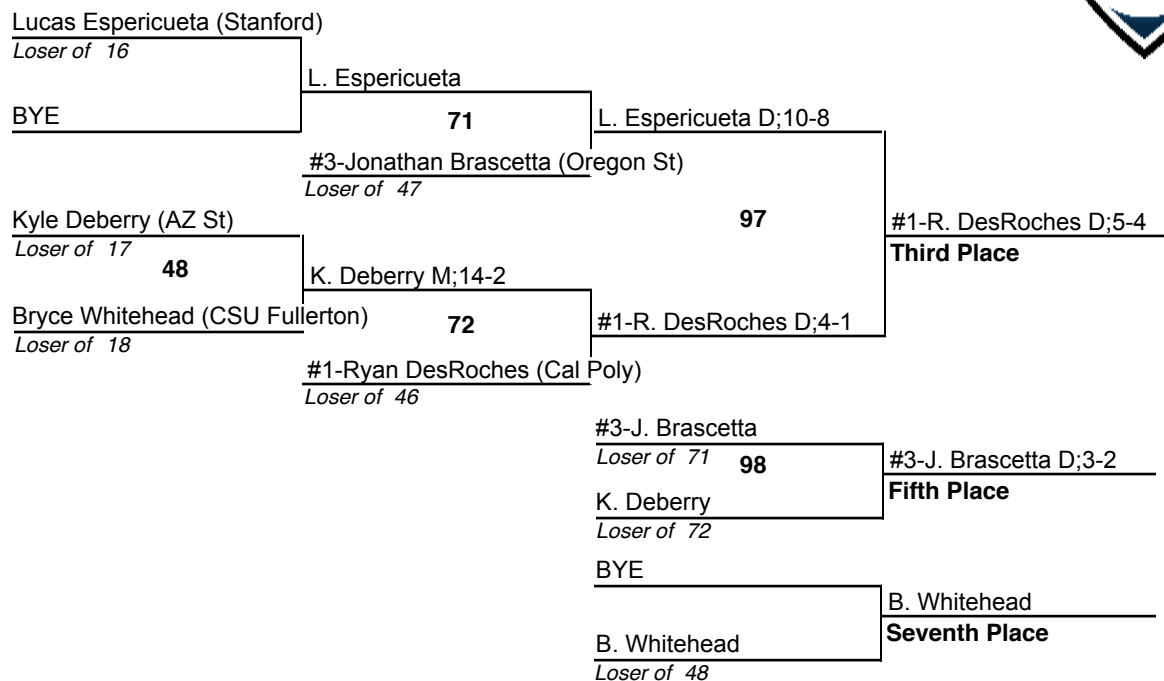 Lucas Espericueta (Stanford)
Loser of 16
L. Espericueta
BYE
71
L. Espericueta D;10-8
#3-Jonathan Brascetta (Oregon St)
Loser of 47
Kyle Deberry (AZ St)
Loser of 17
48
97
#1-R. DesRoches D;5-4
Third Place
K. Deberry M;14-2
Bryce Whitehead (CSU Fullerton)
Loser of 18
72
#1-R. DesRoches D;4-1
#1-Ryan DesRoches (Cal Poly)
Loser of 46
#3-J. Brascetta
Loser of 71
98
#3-J. Brascetta D;3-2
Fifth Place
K. Deberry
Loser of 72
BYE
B. Whitehead
Seventh Place
B. Whitehead
Loser of 48